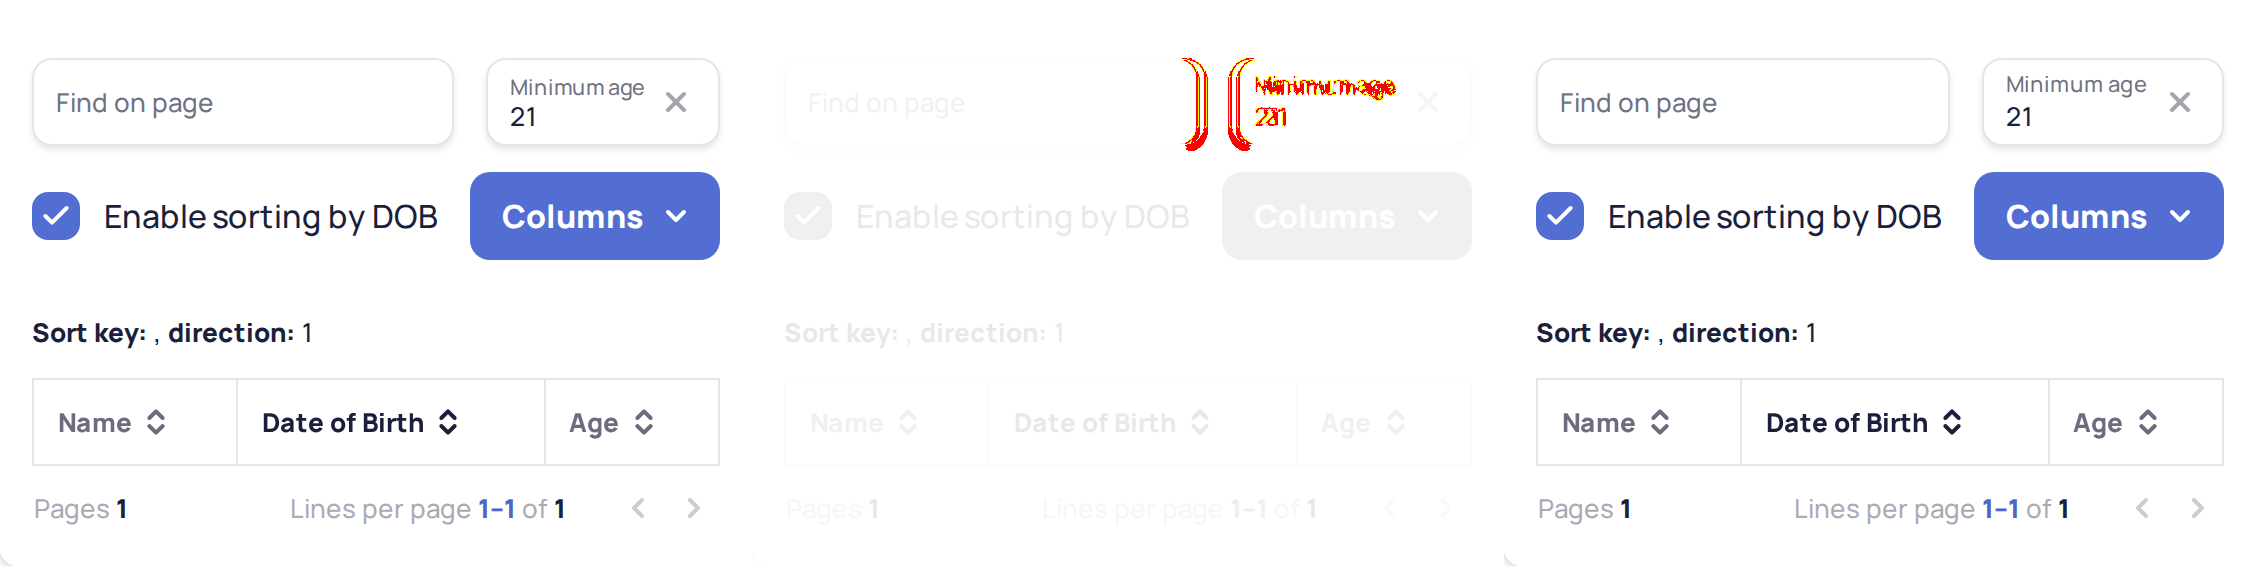 Find on page
Minimum age
21
Enable sorting by DOB
Columns
Sort key: , direction: 1
Name
Date of Birth
Age
Pages 1
Lines per page 1–1 of 1
Find on page
Enable sorting by DOB
Columns
Sort key: , direction: 1
Name
Date of Birth
Age
Pages 1
Lines per page 1–1 of 1
Find on page
Minimum age
21
Enable sorting by DOB
Columns
Sort key: , direction: 1
Name
Date of Birth
Age
Pages 1
Lines per page 1–1 of 1